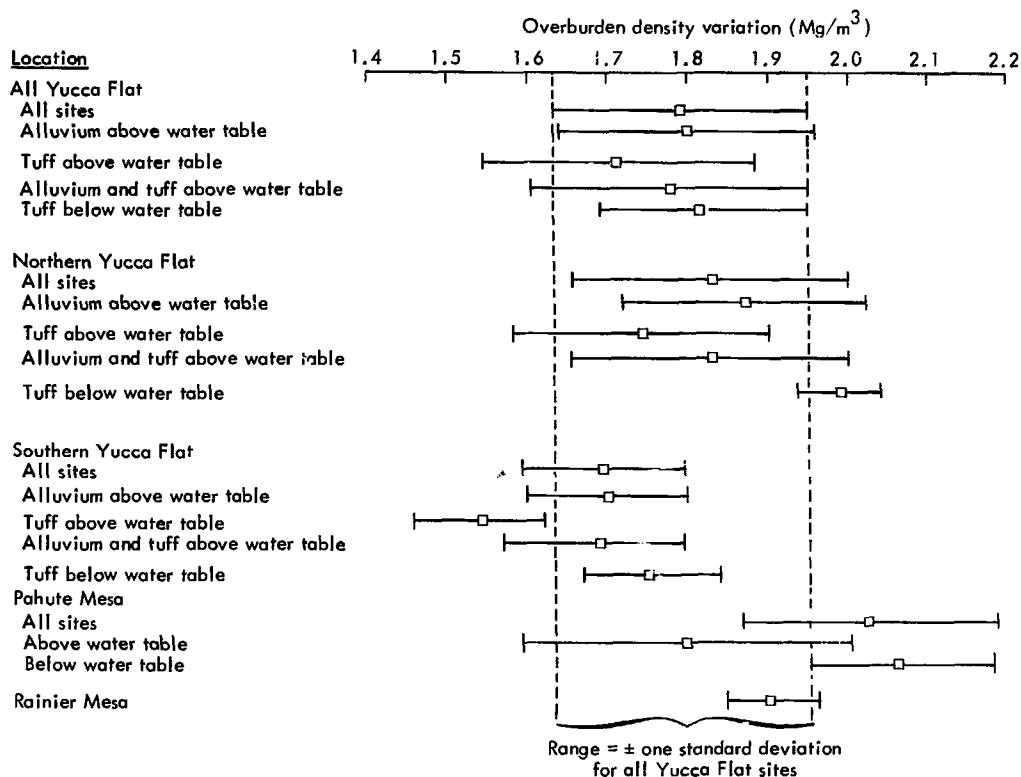 Overburden density variation (Mg/m³)
Location
1.4 1.5 1.6 1.7 1.8 1.9 2.0 2.1 2.2
All Yucca Flat
All sites
Alluvium above water table
Tuff above water table
Alluvium and tuff above water table
Tuff below water table
Northern Yucca Flat
All sites
Alluvium above water table
Tuff above water table
Alluvium and tuff above water table
Tuff below water table
Southern Yucca Flat
All sites
Alluvium above water table
Tuff above water table
Alluvium and tuff above water table
Tuff below water table
Pahute Mesa
All sites
Above water table
Below water table
Rainier Mesa
Range = ± one standard deviation
for all Yucca Flat sites